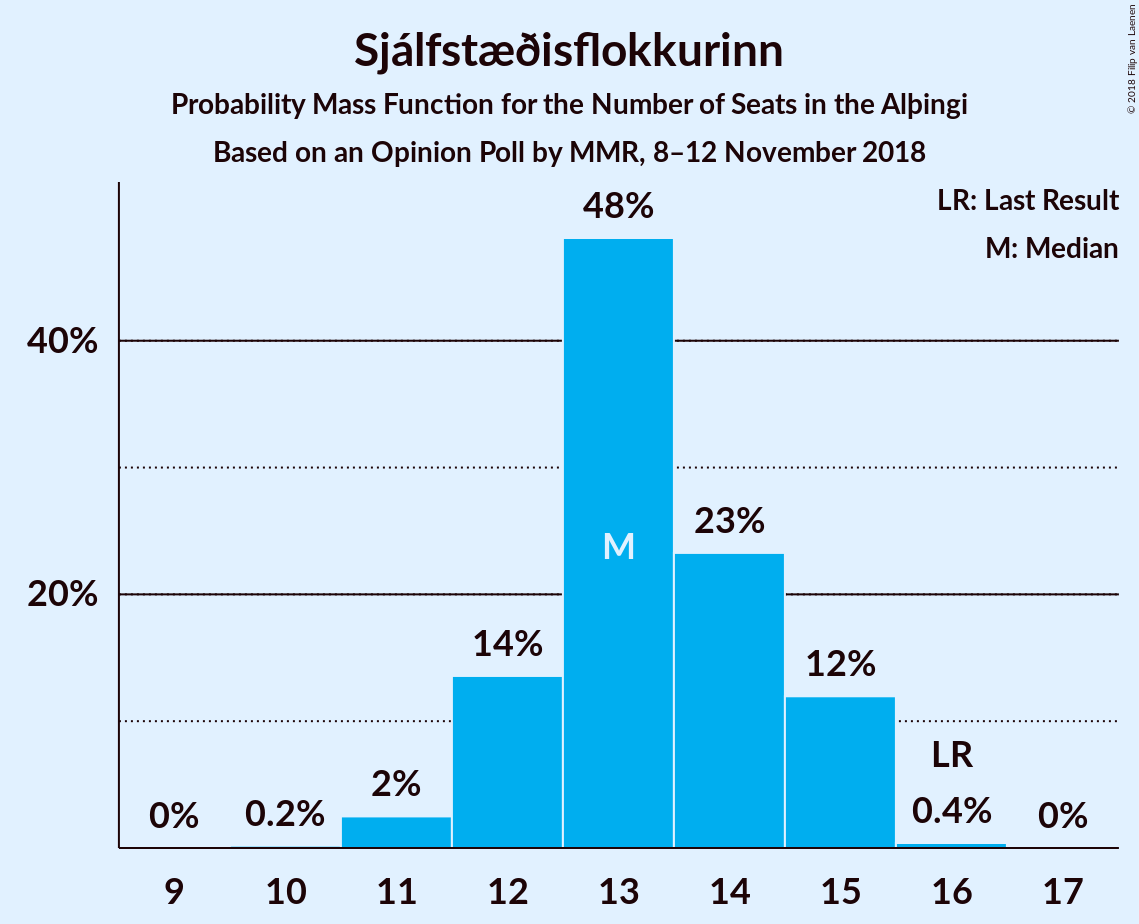 Sjálfstæðisflokkurinn
Probability Mass Function for the Number of Seats in the Alþingi
Based on an Opinion Poll by MMR, 8–12 November 2018
© 2018 Filip van Laenen
LR: Last Result
M: Median
40%
20%
0%
0.2%
2%
14%
48%
M
23%
12%
LR
0.4%
0%
9 10 11 12 13 14 15 16 17